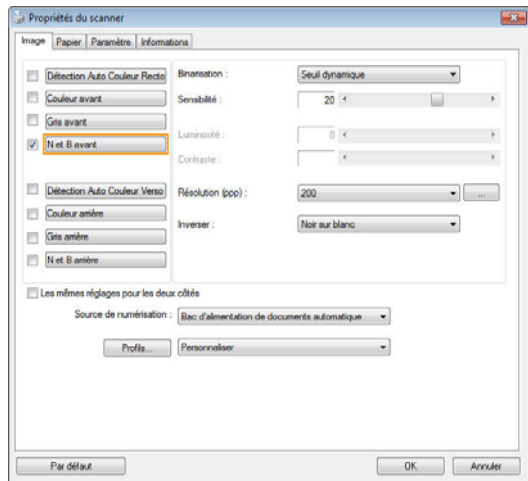 Propriétés du scanner
Image Papier Paramètre Informations
Détection Auto Couleur Recto
Couleur avant
Gris avant
N et B avant
Détection Auto Couleur Verso
Couleur arrière
Gris arrière
N et B arrière
Binarisation : Seuil dynamique
Sensibilité : 20
Luminosité : 0
Contraste :
Résolution (ppp) : 200 ...
Inverser : Noir sur blanc
Les mêmes réglages pour les deux côtés
Source de numérisation : Bac d'alimentation de documents automatique
Profils... Personnaliser
Par défaut OK Annuler